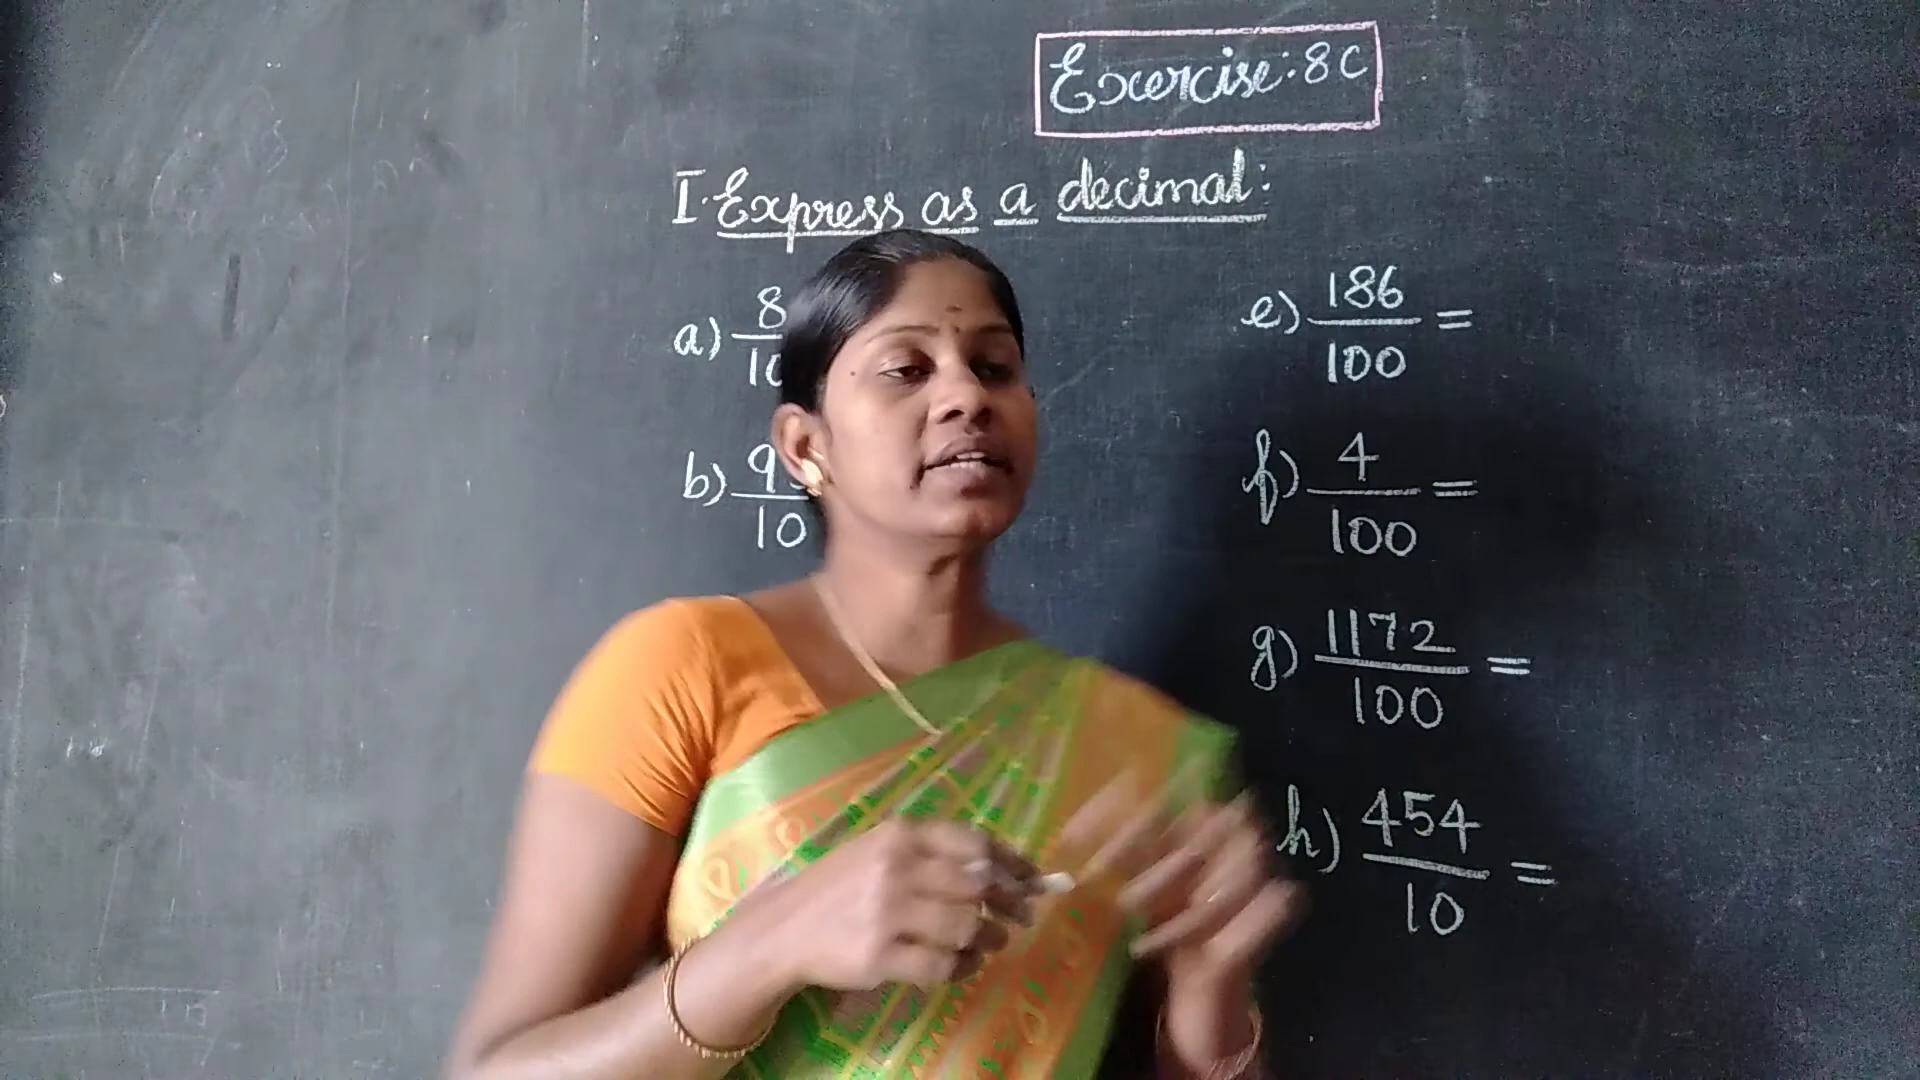 Exercise: 8C
I. Express as a decimal:
a) 8
10
b) 9
10
e) 186
100 =
f) 4
100 =
g) 1172
100 =
h) 454
10 =